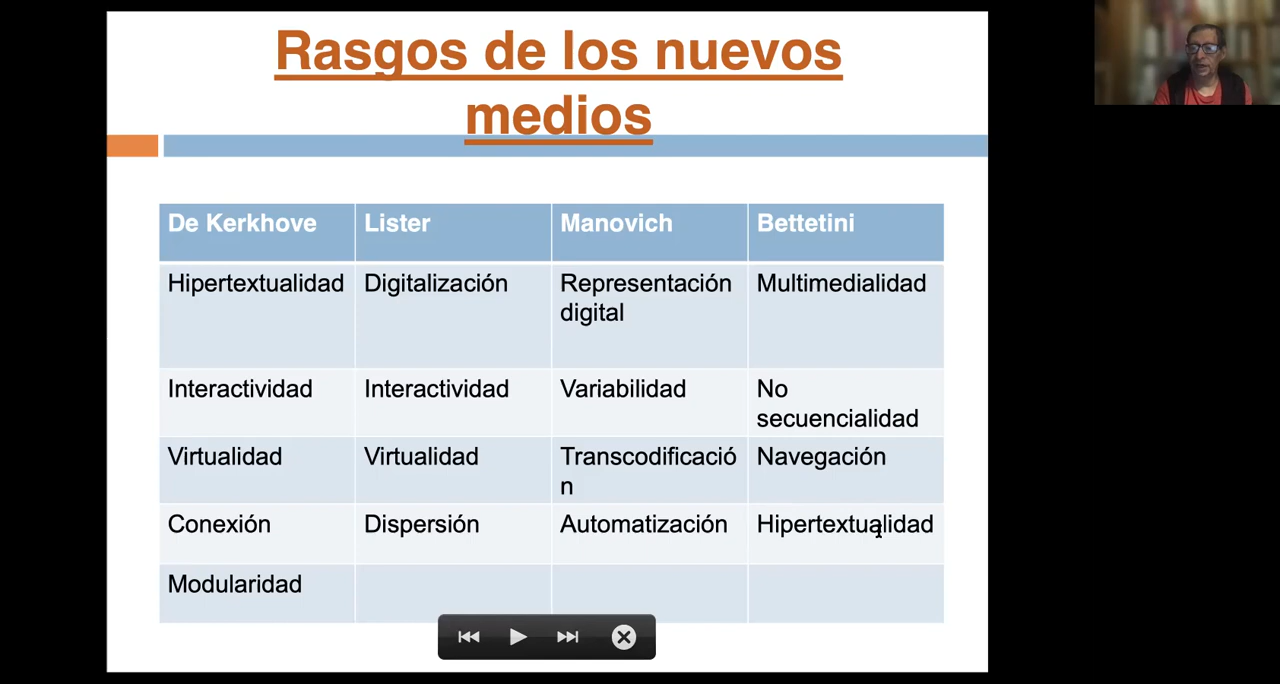 Rasgos de los nuevos
medios
De Kerkhove Lister Manovich Bettetini
Hipertextualidad Digitalización Representación digital Multimedialidad
Interactividad Interactividad Variabilidad No secuencialidad
Virtualidad Virtualidad Transcodificación Navegación
Conexión Dispersión Automatización Hipertextualidad
Modularidad